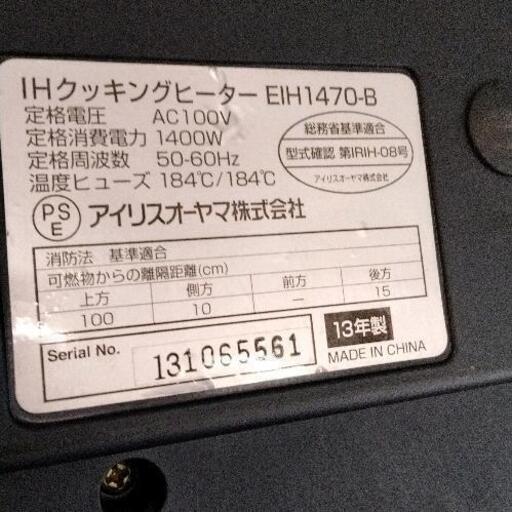 IHクッキングヒーター EIH1470-B
定格電圧 AC100V
定格消費電力 1400W
定格周波数 50-60Hz
温度ヒューズ 184℃/184℃
総務省基準適合
型式確認 第IRIH-08号
アイリスオーヤマ株式会社
PSE アイリスオーヤマ株式会社
消防法 基準適合
可燃物からの離隔距離(cm)
上方 側方 前方 後方
100 10 — 15
Serial No. 131065561
13年製
MADE IN CHINA